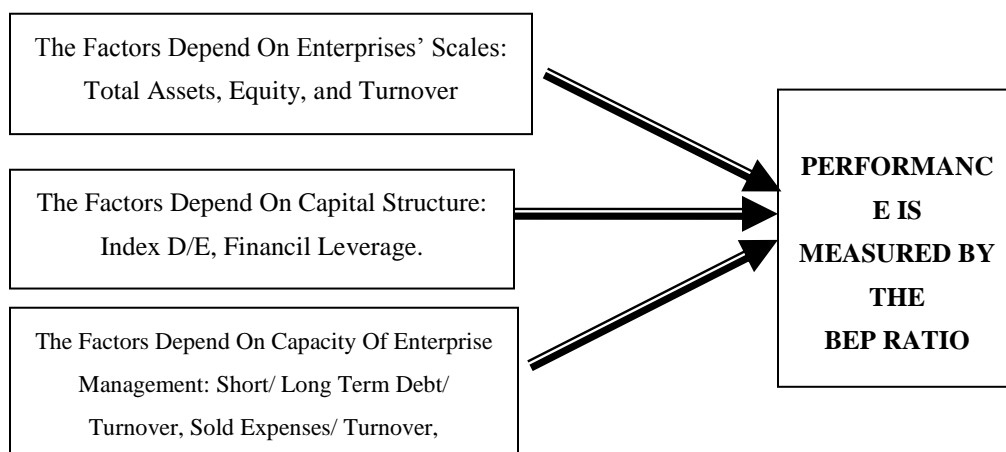 The Factors Depend On Enterprises’ Scales:
Total Assets, Equity, and Turnover
The Factors Depend On Capital Structure:
Index D/E, Financil Leverage.
The Factors Depend On Capacity Of Enterprise
Management: Short/ Long Term Debt/
Turnover, Sold Expenses/ Turnover,
PERFORMANC
E IS
MEASURED BY
THE
BEP RATIO